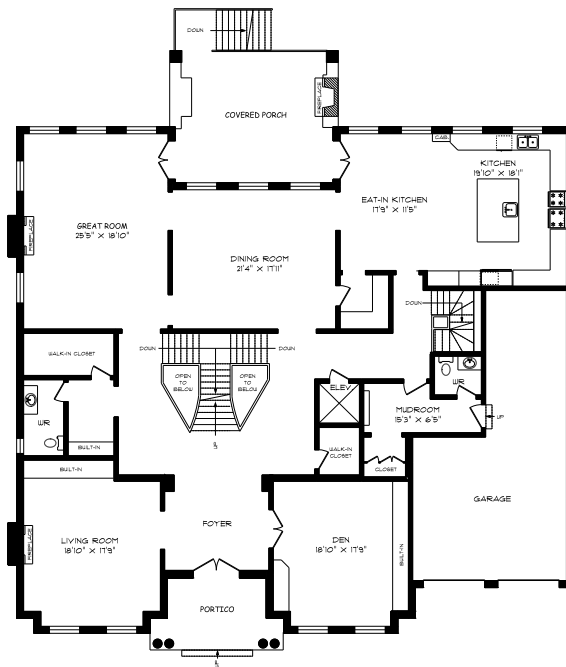 DOWN
COVERED PORCH
FIREPLACE
CAB.
KITCHEN
19'10" X 18'1"
EAT-IN KITCHEN
17'9" X 11'5"
GREAT ROOM
25'5" X 18'10"
FIREPLACE
DINING ROOM
21'4" X 17'11"
DOWN
WALK-IN CLOSET
DOWN
DOWN
OPEN
TO
BELOW
OPEN
TO
BELOW
ELEV.
WR
MUDROOM
15'3" X 6'5"
UP
WR
BUILT-IN
WALK-IN
CLOSET
CLOSET
BUILT-IN
GARAGE
FOYER
LIVING ROOM
18'10" X 17'9"
FIREPLACE
DEN
18'10" X 17'9"
BUILT-IN
PORTICO